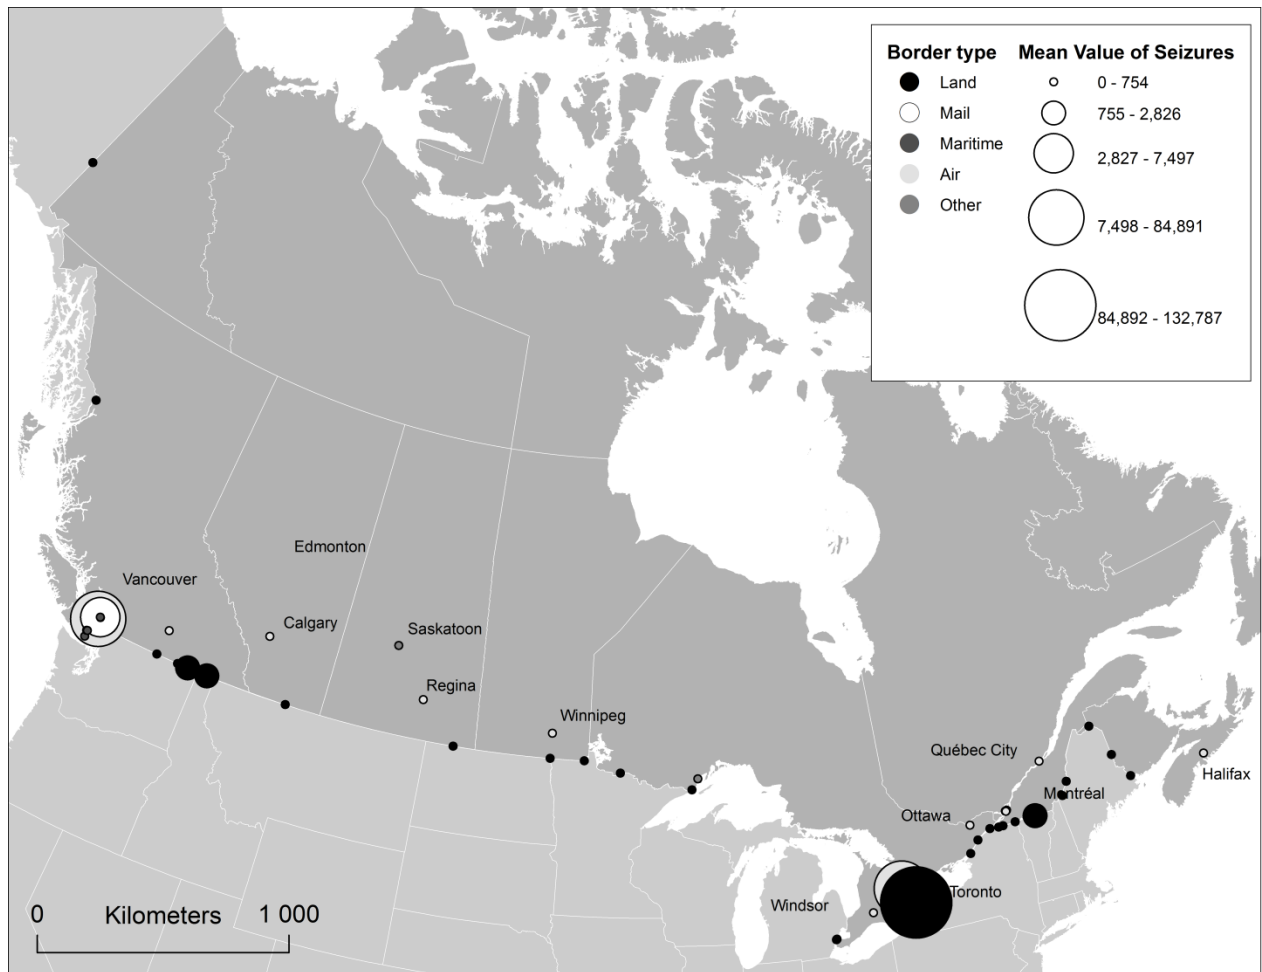 Border type Mean Value of Seizures
Land 0 - 754
Mail 755 - 2,826
Maritime 2,827 - 7,497
Air 7,498 - 84,891
Other 84,892 - 132,787
Edmonton
Vancouver
Calgary
Saskatoon
Regina
Winnipeg
Québec City
Halifax
Montréal
Ottawa
Toronto
Windsor
0 Kilometers 1 000